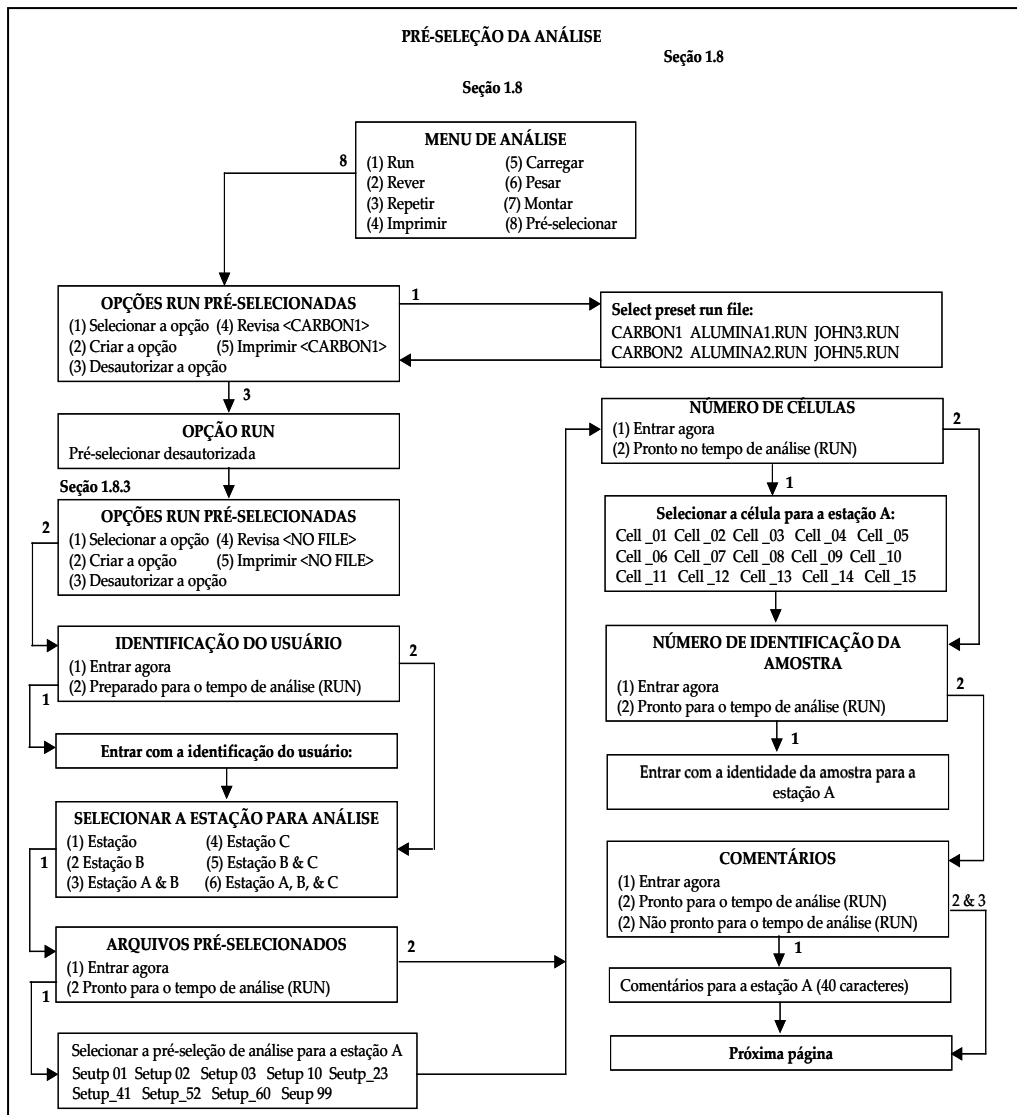 PRÉ-SELEÇÃO DA ANÁLISE
Seção 1.8
Seção 1.8
MENU DE ANÁLISE
(1) Run (5) Carregar
(2) Rever (6) Pesar
(3) Repetir (7) Montar
(4) Imprimir (8) Pré-selecionar
8
OPÇÕES RUN PRÉ-SELECIONADAS
(1) Selecionar a opção (4) Revisa <CARBON1>
(2) Criar a opção (5) Imprimir <CARBON1>
(3) Desautorizar a opção
1
Select preset run file:
CARBON1 ALUMINA1.RUN JOHN3.RUN
CARBON2 ALUMINA2.RUN JOHN5.RUN
3
OPÇÃO RUN
Pré-selecionar desautorizada
Seção 1.8.3
OPÇÕES RUN PRÉ-SELECIONADAS
(1) Selecionar a opção (4) Revisa <NO FILE>
(2) Criar a opção (5) Imprimir <NO FILE>
(3) Desautorizar a opção
2
IDENTIFICAÇÃO DO USUÁRIO
(1) Entrar agora
(2) Preparado para o tempo de análise (RUN)
2
1
Entrar com a identificação do usuário:
SELECIONAR A ESTAÇÃO PARA ANÁLISE
(1) Estação (4) Estação C
(2 Estação B (5) Estação B & C
(3) Estação A & B (6) Estação A, B, & C
1
ARQUIVOS PRÉ-SELECIONADOS
(1) Entrar agora
(2 Pronto para o tempo de análise (RUN)
2
1
Selecionar a pré-seleção de análise para a estação A
Seutp 01 Setup 02 Setup 03 Setup 10 Seutp_23
Setup_41 Setup_52 Setup_60 Seup 99
NÚMERO DE CÉLULAS
(1) Entrar agora
(2) Pronto no tempo de análise (RUN)
2
1
Selecionar a célula para a estação A:
Cell _01 Cell _02 Cell _03 Cell _04 Cell _05
Cell _06 Cell _07 Cell _08 Cell _09 Cell _10
Cell _11 Cell _12 Cell _13 Cell _14 Cell _15
NÚMERO DE IDENTIFICAÇÃO DA
AMOSTRA
(1) Entrar agora
(2) Pronto para o tempo de análise (RUN)
2
1
Entrar com a identidade da amostra para a
estação A
COMENTÁRIOS
(1) Entrar agora
(2) Pronto para o tempo de análise (RUN)
(2) Não pronto para o tempo de análise (RUN)
2 & 3
1
Comentários para a estação A (40 caracteres)
Próxima página